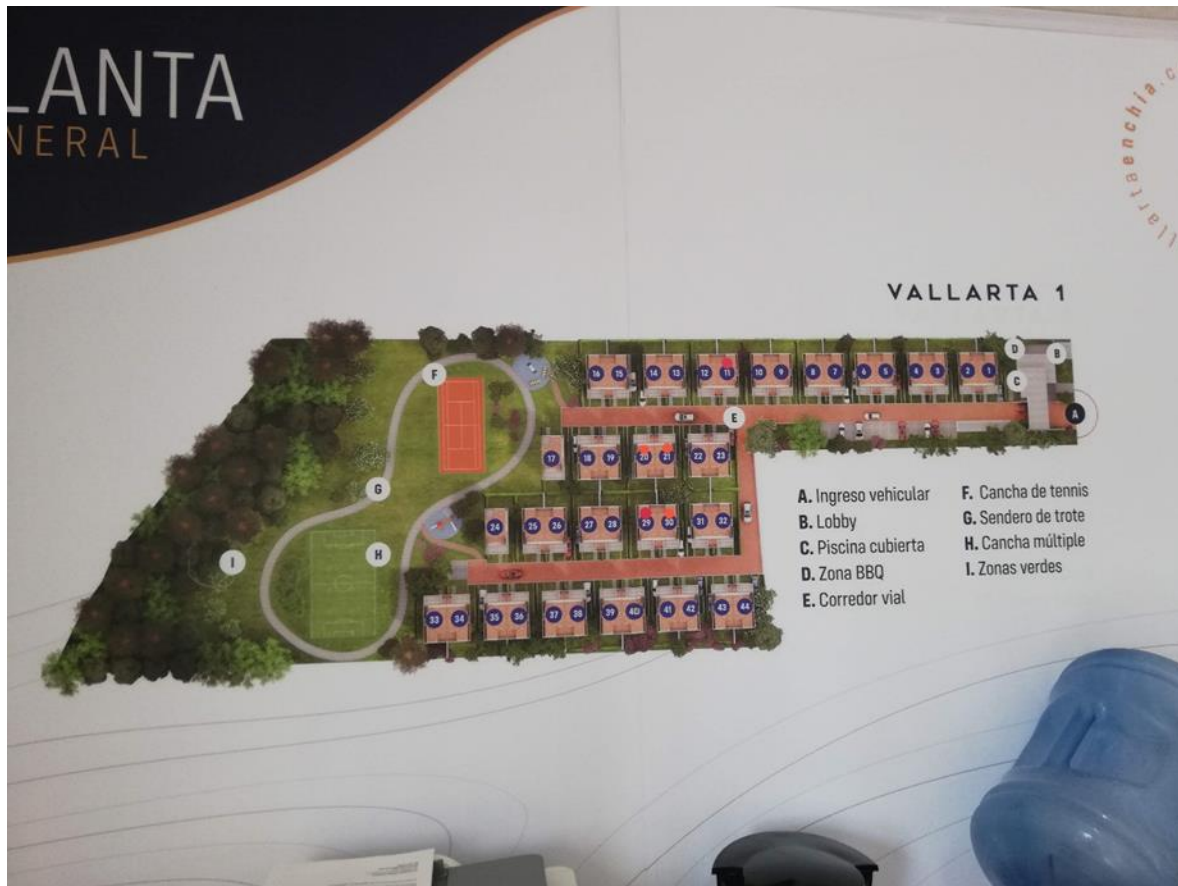 LANTA
NERAL
llartaenchia.c
VALLARTA 1
D
B
C
A
F
E
G
H
I
16 15 14 13 12 11 10 9 8 7 6 5 4 3 2 1
17 18 19 20 21 22 23
24 25 26 27 28 29 30 31 32
33 34 35 36 37 38 39 40 41 42 43 44
A. Ingreso vehicular
B. Lobby
C. Piscina cubierta
D. Zona BBQ
E. Corredor vial
F. Cancha de tennis
G. Sendero de trote
H. Cancha múltiple
I. Zonas verdes